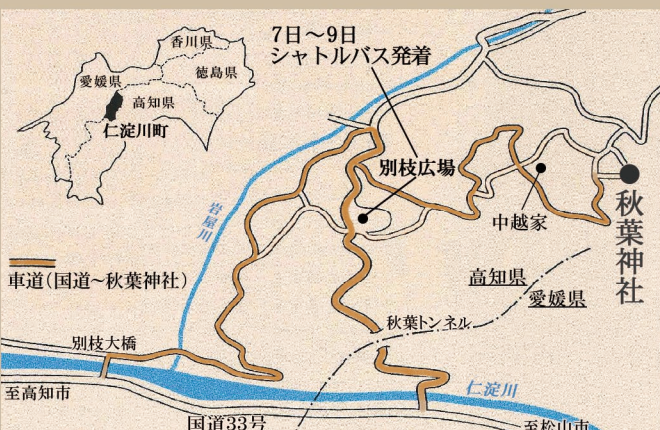 7日～9日
シャトルバス発着
香川県
愛媛県
徳島県
高知県
仁淀川町
別枝広場
岩屋川
中越家
秋葉神社
車道（国道～秋葉神社）
高知県
愛媛県
秋葉トンネル
別枝大橋
至高知市
仁淀川
国道33号
至松山市